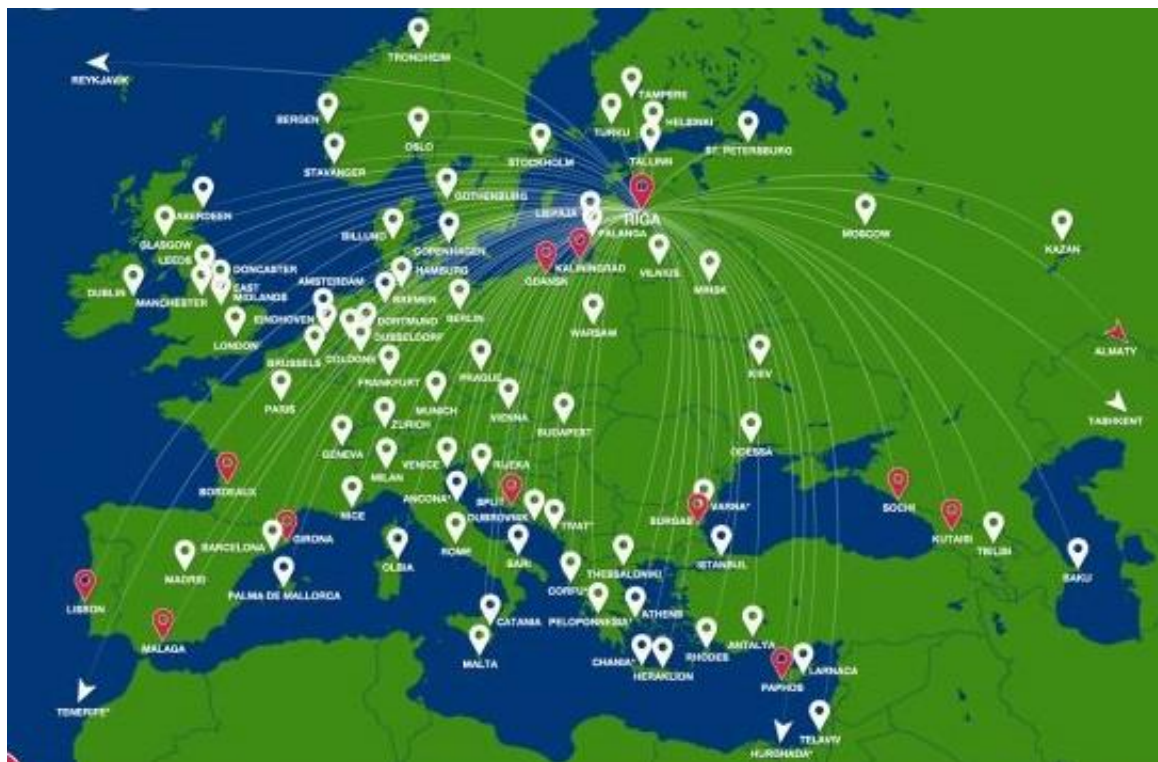 TRONDHEIM
REYKJAVIK
TAMPERE
BERGEN
TURKU
HELSINKI
OSLO
STOCKHOLM
TALLINN
ST. PETERSBURG
STAVANGER
GOTHENBURG
ABERDEEN
LIEPAJA
RIGA
PALANGA
MOSCOW
GLASGOW
BILLUND
COPENHAGEN
KAZAN
LEEDS
KALININGRAD
VILNIUS
DONCASTER
AMSTERDAM
HAMBURG
GDANSK
MINSK
DUBLIN
MANCHESTER
EAST
MIDLANDS
BREMEN
EINDHOVEN
DORTMUND
BERLIN
WARSAW
LONDON
DUSSELDORF
BRUSSELS
COLOGNE
ALMATY
FRANKFURT
PRAGUE
KIEV
PARIS
MUNICH
VIENNA
TASHKENT
ZURICH
BUDAPEST
GENEVA
ODESSA
MILAN
VENICE
RIJEKA
BORDEAUX
ANCONA*
SPLIT
NICE
DUBROVNIK
TIVAT*
BURGAS
VARNA*
SOCHI
KUTAISI
BARCELONA
GIRONA
ROME
BARI
TBILISI
MADRID
OLBIA
THESSALONIKI
ISTANBUL
BAKU
PALMA DE MALLORCA
CORFU*
LISBON
CATANIA
PELOPONNESIA*
ATHENS
MALAGA
MALTA
CHANIA*
HERAKLION
RHODES
ANTALYA
PAPHOS
LARNACA
TENERIFE*
TELAVIV
HURGHADA*